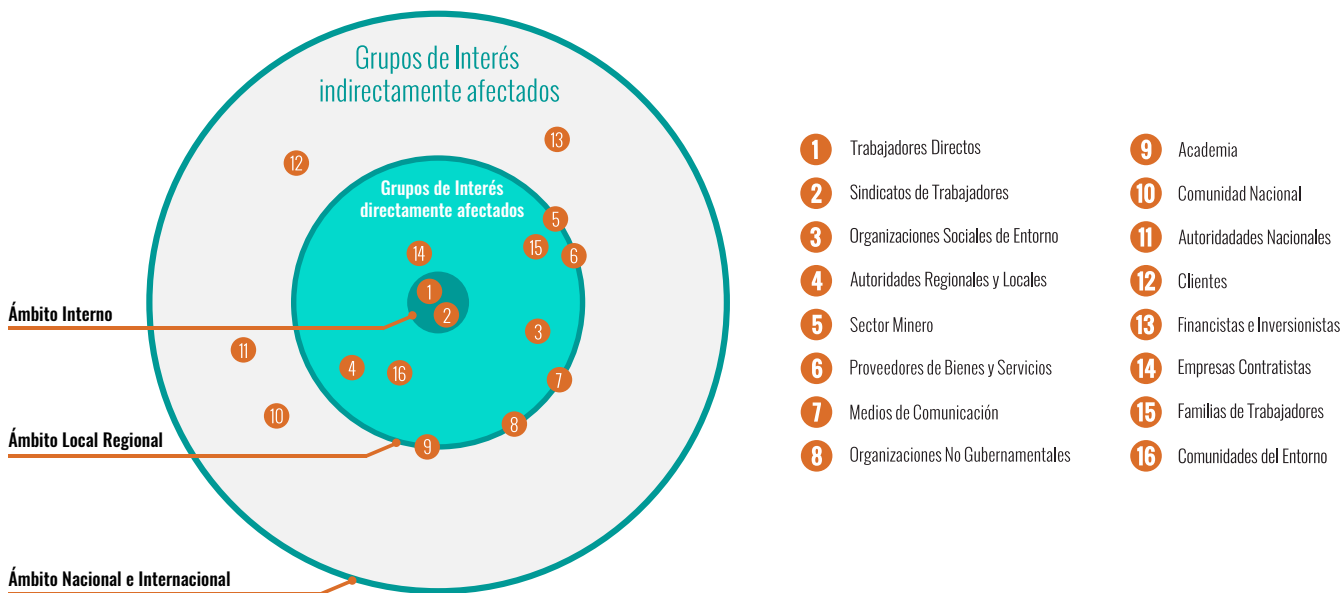 Grupos de Interés
indirectamente afectados
13
12
Grupos de Interés
directamente afectados
5
15
6
14
1
2
3
Ámbito Interno
11
4
16
7
10
8
9
Ámbito Local Regional
Ámbito Nacional e Internacional
1 Trabajadores Directos
2 Sindicatos de Trabajadores
3 Organizaciones Sociales de Entorno
4 Autoridades Regionales y Locales
5 Sector Minero
6 Proveedores de Bienes y Servicios
7 Medios de Comunicación
8 Organizaciones No Gubernamentales
9 Academia
10 Comunidad Nacional
11 Autoridadades Nacionales
12 Clientes
13 Financistas e Inversionistas
14 Empresas Contratistas
15 Familias de Trabajadores
16 Comunidades del Entorno